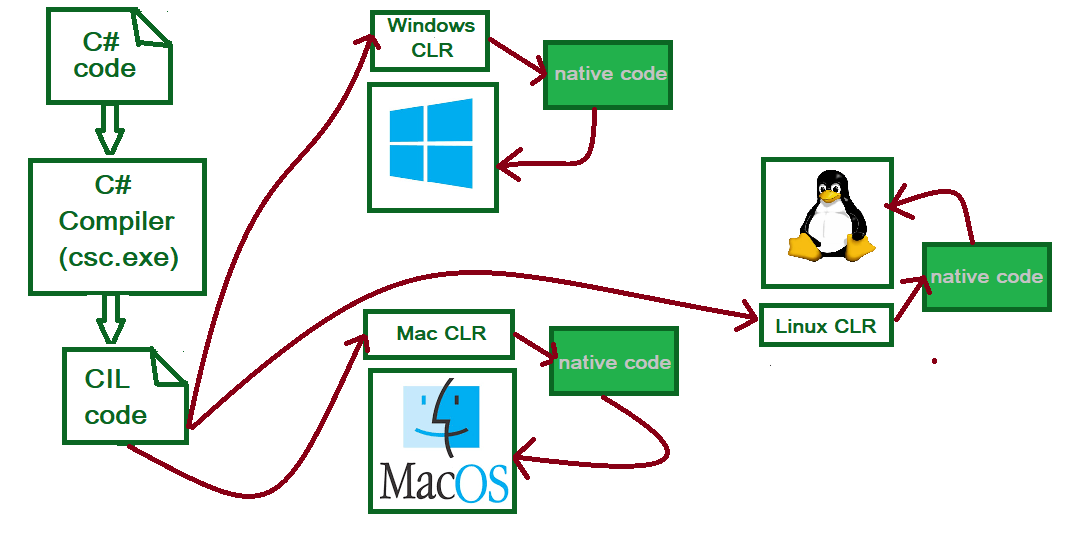 C#
code
C#
Compiler
(csc.exe)
CIL
code
Windows
CLR
native code
Mac CLR
native code
MacOS
Linux CLR
native code